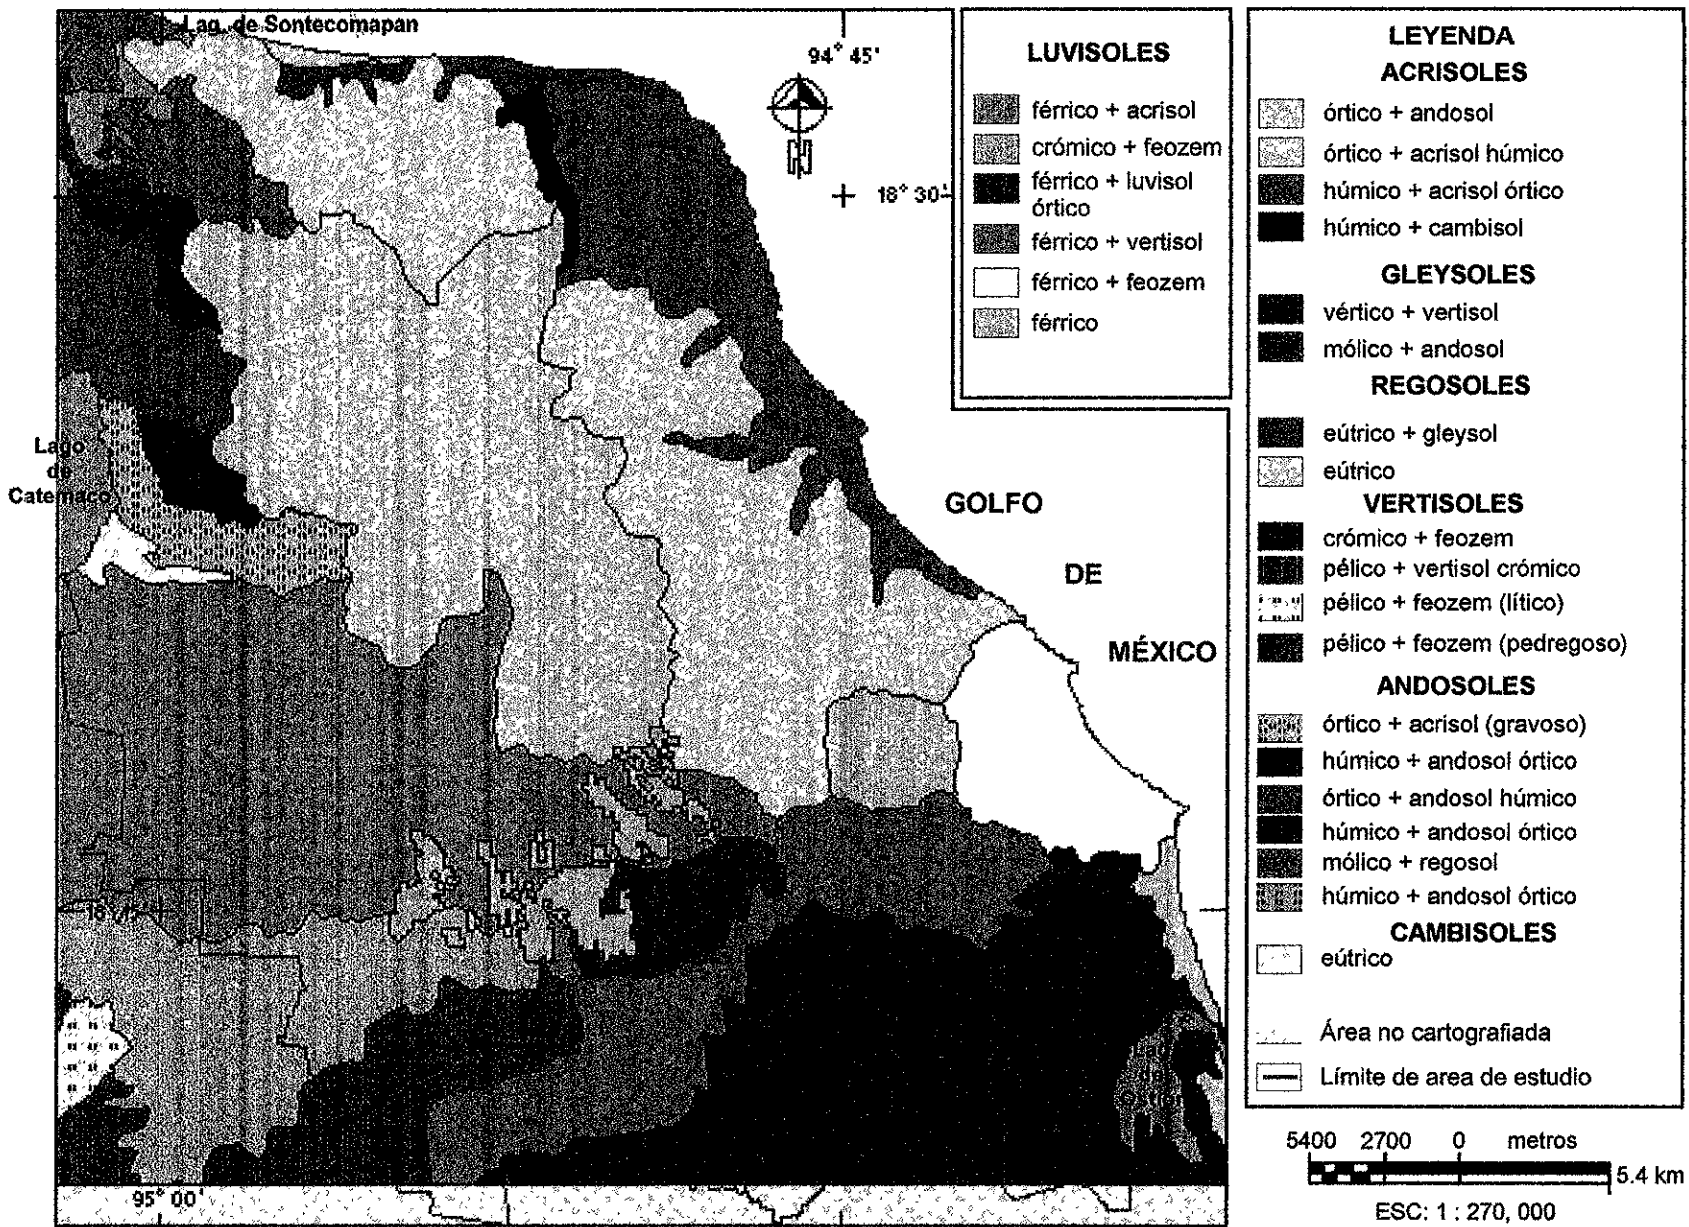 Lag. de Sontecomapan
94° 45'
18° 30'
Lago
de
Catemaco
GOLFO
DE
MÉXICO
95° 00'
LUVISOLES
férrico + acrisol
crómico + feozem
férrico + luvisol
órtico
férrico + vertisol
férrico + feozem
férrico
LEYENDA
ACRISOLES
órtico + andosol
órtico + acrisol húmico
húmico + acrisol órtico
húmico + cambisol
GLEYSOLES
vértico + vertisol
mólico + andosol
REGOSOLES
eútrico + gleysol
eútrico
VERTISOLES
crómico + feozem
pélico + vertisol crómico
pélico + feozem (lítico)
pélico + feozem (pedregoso)
ANDOSOLES
órtico + acrisol (gravoso)
húmico + andosol órtico
órtico + andosol húmico
húmico + andosol órtico
mólico + regosol
húmico + andosol órtico
CAMBISOLES
eútrico
Área no cartografiada
Límite de area de estudio
5400 2700 0 metros
5.4 km
ESC: 1 : 270, 000